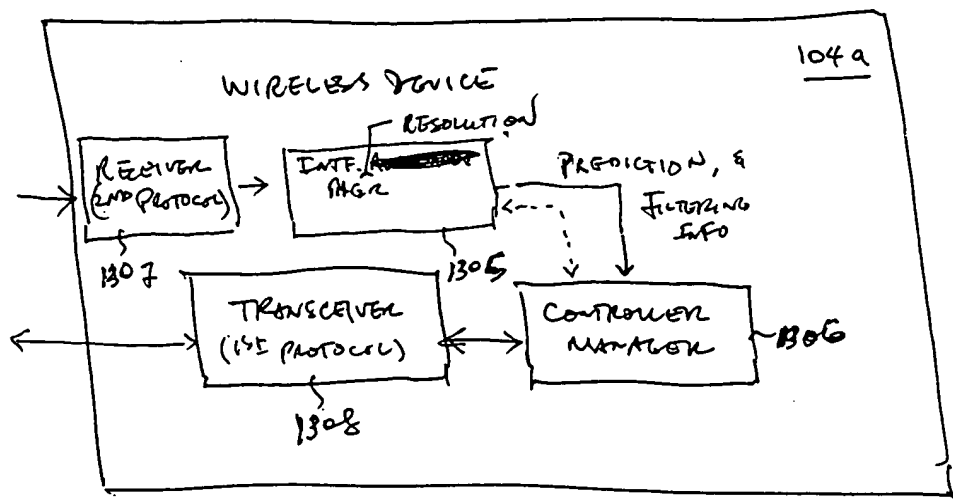 104a
WIRELESS DEVICE
RESOLUTION
RECEIVER
(2ND PROTOCOL)
INTF.
MGR
PREDICTION, &
FILTERING
INFO
1307
1305
TRANSCEIVER
(1ST PROTOCOL)
CONTROLLER
MANAGER
1306
1308